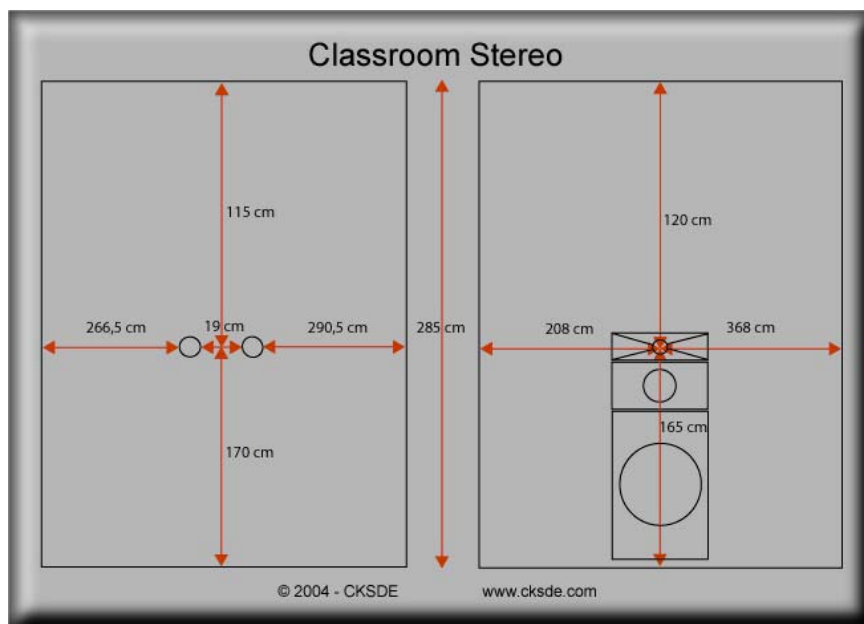 Classroom Stereo
115 cm
120 cm
266,5 cm
19 cm
290,5 cm
285 cm
208 cm
368 cm
170 cm
165 cm
© 2004 - CKSDE
www.cksde.com